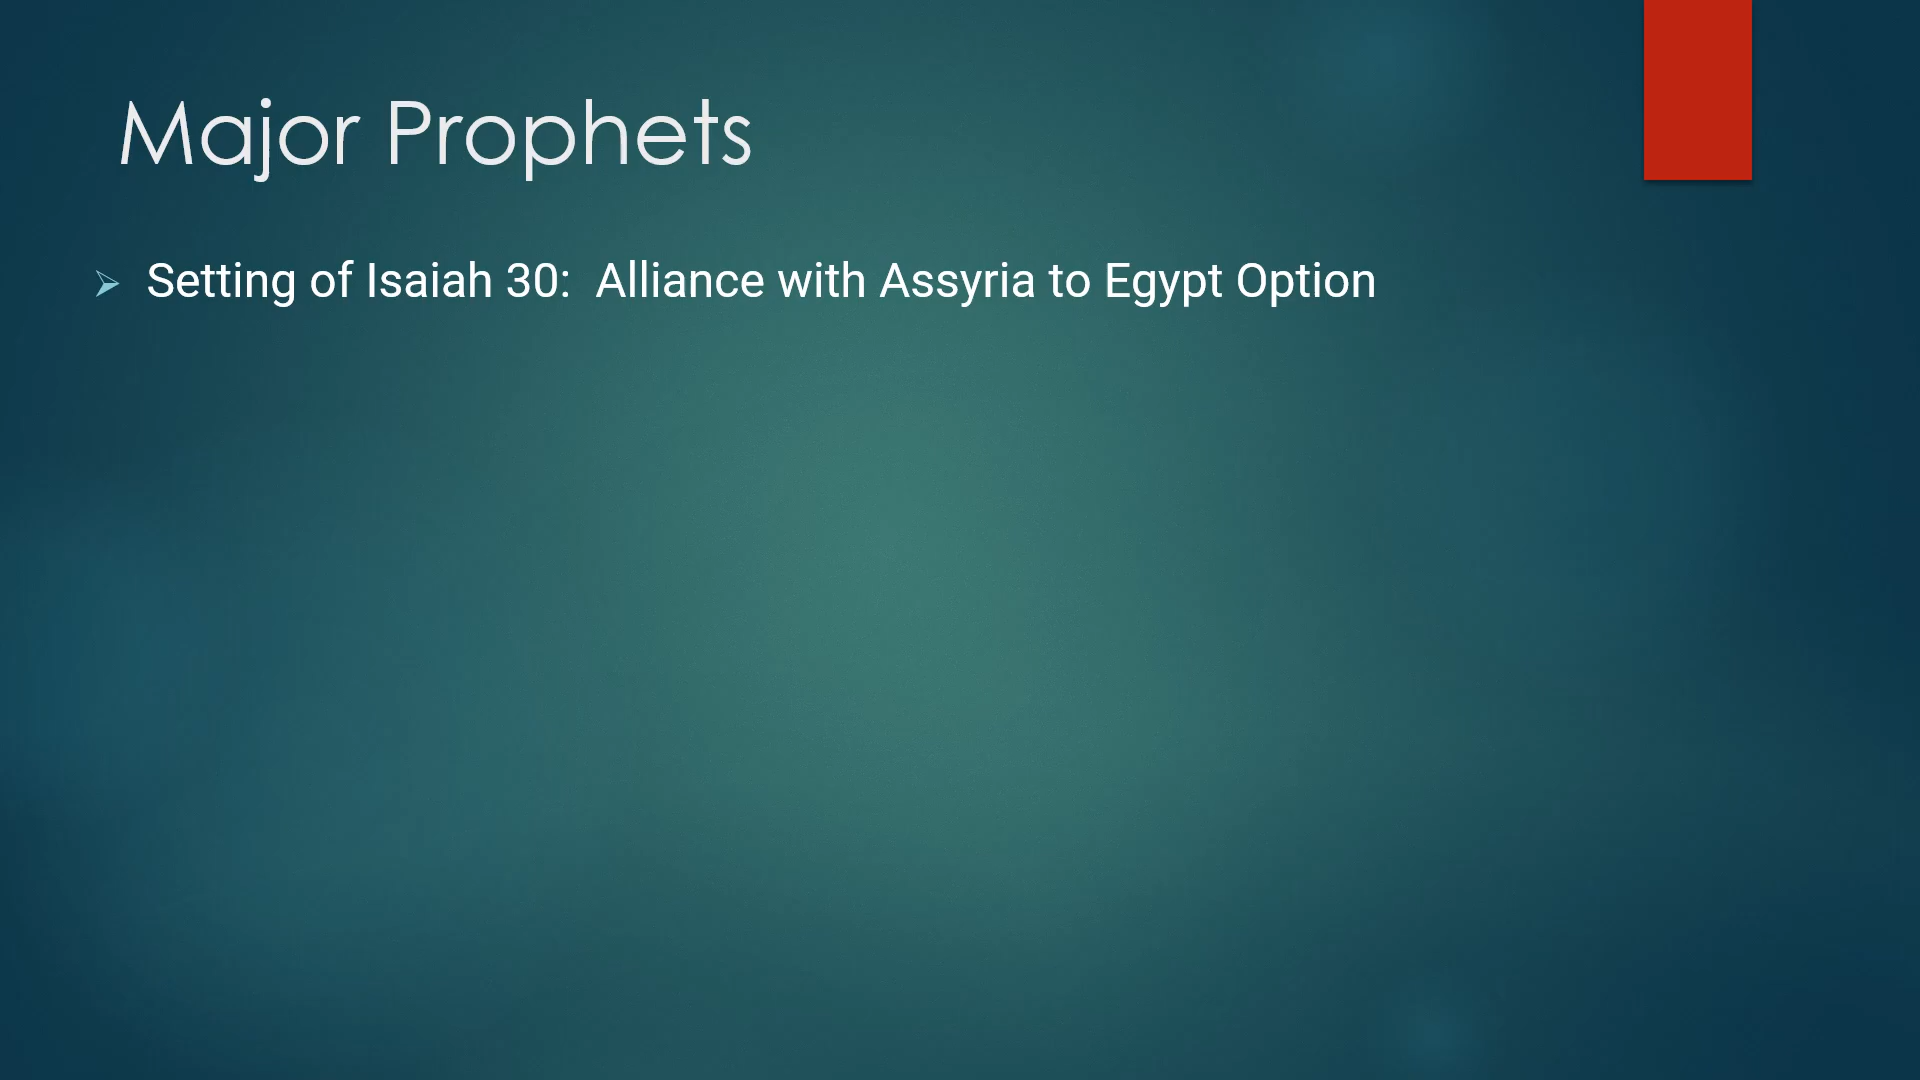 Major Prophets
Setting of Isaiah 30:  Alliance with Assyria to Egypt Option